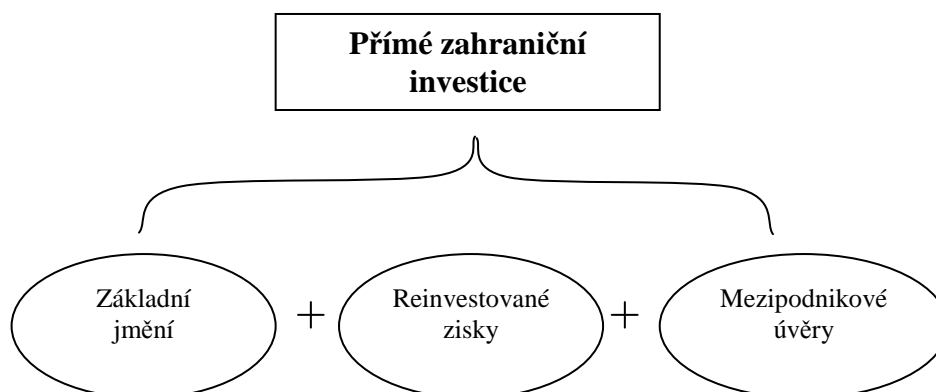 Přímé zahraniční
investice
Základní
jmění
+
Reinvestované
zisky
+
Mezipodnikové
úvěry